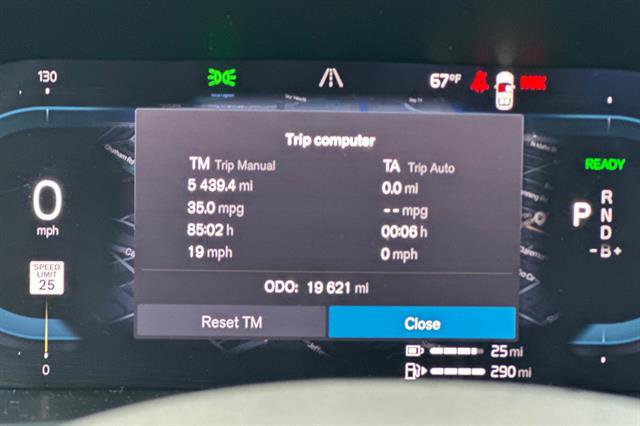 130
67°F
Trip computer
TM Trip Manual
TA Trip Auto
5 439.4 mi
0.0 mi
35.0 mpg
--mpg
85:02 h
00:06 h
19 mph
0 mph
ODO: 19 621 mi
Reset TM
Close
0
mph
SPEED
LIMIT
25
0
READY
P
R
N
D
-B+
25 mi
290 mi